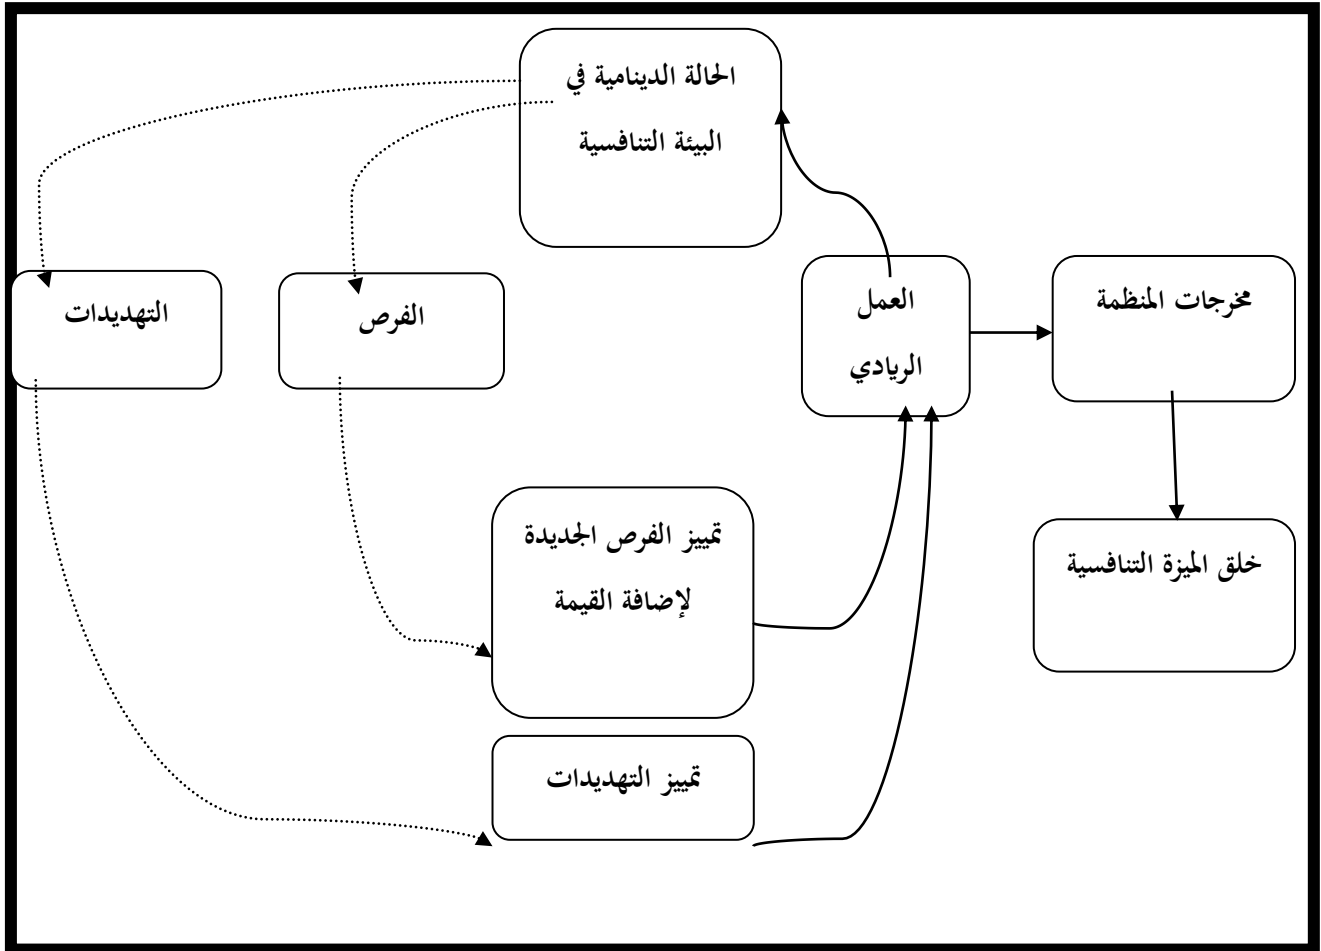 الحالة الدينامية في
البيئة التنافسية
مخرجات المنظمة
العمل
الريادي
الفرص
التهديدات
تمييز الفرص الجديدة
لإضافة القيمة
خلق الميزة التنافسية
تمييز التهديدات